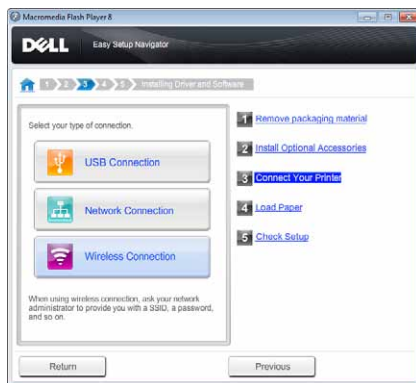 Macromedia Flash Player 8
DELL Easy Setup Navigator
1 2 3 4 5 Installing Driver and Software
Select your type of connection.
USB Connection
Network Connection
Wireless Connection
When using wireless connection, ask your network
administrator to provide you with a SSID, a password,
and so on.
1 Remove packaging material
2 Install Optional Accessories
3 Connect Your Printer
4 Load Paper
5 Check Setup
Return
Previous